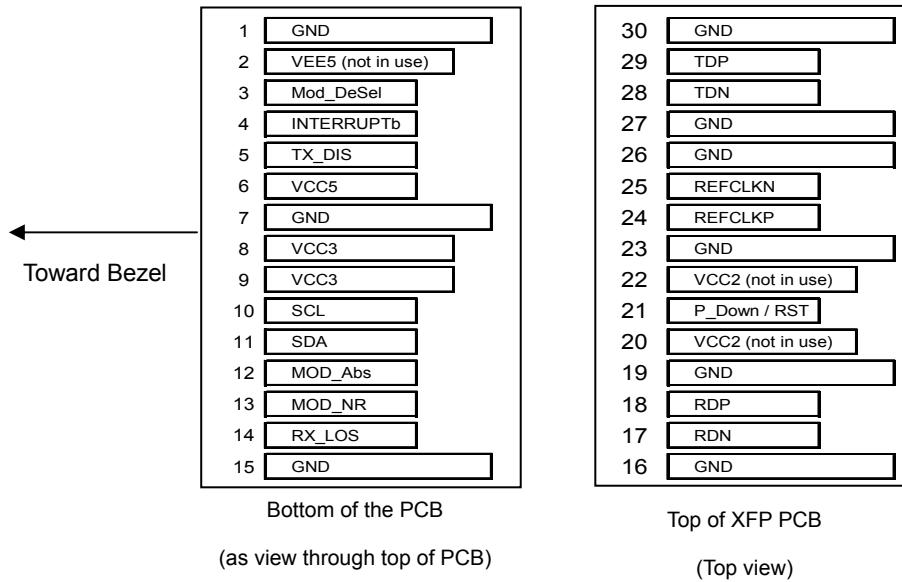 1 GND
2 VEE5 (not in use)
3 Mod_DeSel
4 INTERRUPTb
5 TX_DIS
6 VCC5
7 GND
8 VCC3
9 VCC3
10 SCL
11 SDA
12 MOD_Abs
13 MOD_NR
14 RX_LOS
15 GND
Toward Bezel
Bottom of the PCB
(as view through top of PCB)
30 GND
29 TDP
28 TDN
27 GND
26 GND
25 REFCLKN
24 REFCLKP
23 GND
22 VCC2 (not in use)
21 P_Down / RST
20 VCC2 (not in use)
19 GND
18 RDP
17 RDN
16 GND
Top of XFP PCB
(Top view)